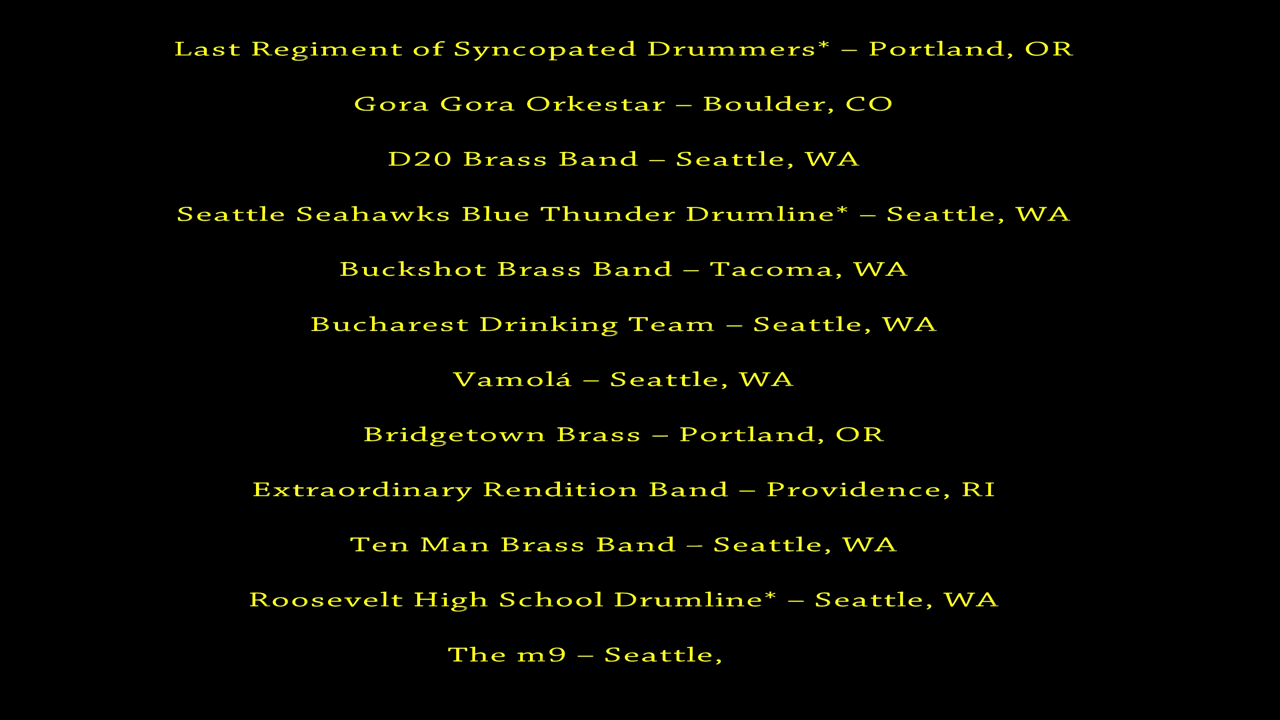 Last Regiment of Syncopated Drummers* – Portland, OR
Gora Gora Orkestar – Boulder, CO
D20 Brass Band – Seattle, WA
Seattle Seahawks Blue Thunder Drumline* – Seattle, WA
Buckshot Brass Band – Tacoma, WA
Bucharest Drinking Team – Seattle, WA
Vamolá – Seattle, WA
Bridgetown Brass – Portland, OR
Extraordinary Rendition Band – Providence, RI
Ten Man Brass Band – Seattle, WA
Roosevelt High School Drumline* – Seattle, WA
The m9 – Seattle,